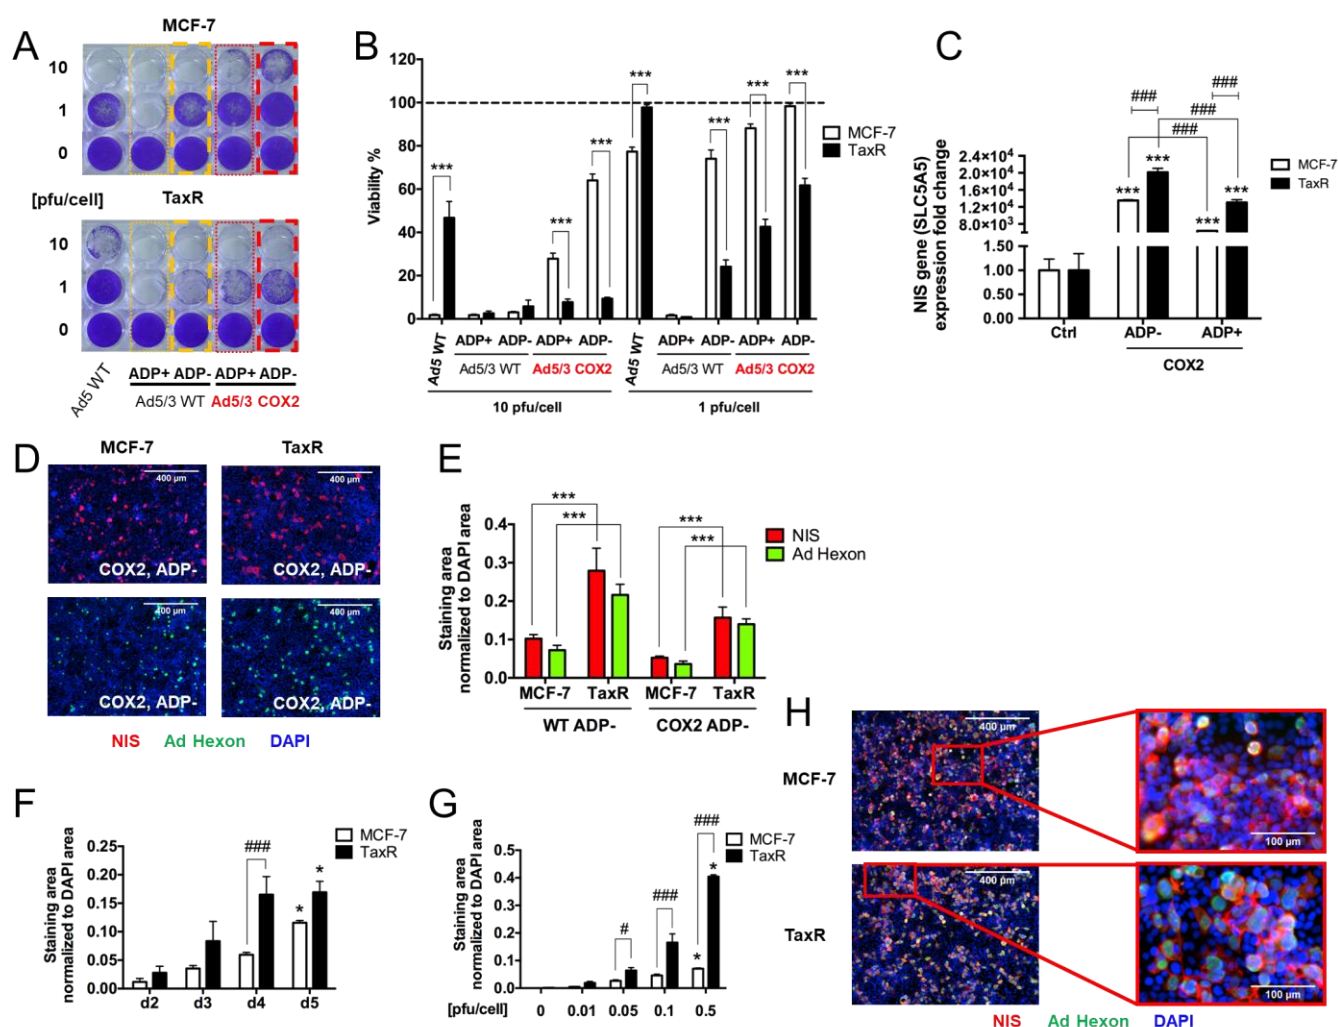 A
MCF-7
10
1
0
[pfu/cell]
TaxR
10
1
0
Ad5 WT
ADP+ ADP- ADP+ ADP-
Ad5/3 WT Ad5/3 COX2
B
120
100
80
60
40
20
0
Viability %
*** *** *** *** *** *** ***
MCF-7
TaxR
Ad5 WT ADP+ ADP- ADP+ ADP- Ad5 WT ADP+ ADP- ADP+ ADP-
Ad5/3 WT Ad5/3 COX2 Ad5/3 WT Ad5/3 COX2
10 pfu/cell 1 pfu/cell
C
###
###
###
###
MCF-7
TaxR
NIS gene (SLC5A5)
expression fold change
2.4×10⁴
2.0×10⁴
1.6×10⁴
1.2×10⁴
8.0×10³
1.50
1.00
0.50
0.00
*** *** *** ***
Ctrl ADP- ADP+
COX2
D
MCF-7 TaxR
400 µm 400 µm
COX2, ADP- COX2, ADP-
400 µm 400 µm
COX2, ADP- COX2, ADP-
NIS Ad Hexon DAPI
E
Staining area
normalized to DAPI area
0.4
0.3
0.2
0.1
0.0
***
***
***
***
NIS
Ad Hexon
MCF-7 TaxR MCF-7 TaxR
WT ADP- COX2 ADP-
F
Staining area
normalized to DAPI area
0.25
0.20
0.15
0.10
0.05
0.00
###
* *
MCF-7
TaxR
d2 d3 d4 d5
G
Staining area
normalized to DAPI area
0.5
0.4
0.3
0.2
0.1
0.0
#
###
###
* *
MCF-7
TaxR
[pfu/cell] 0 0.01 0.05 0.1 0.5
H
MCF-7
400 µm
100 µm
TaxR
400 µm
100 µm
NIS Ad Hexon DAPI